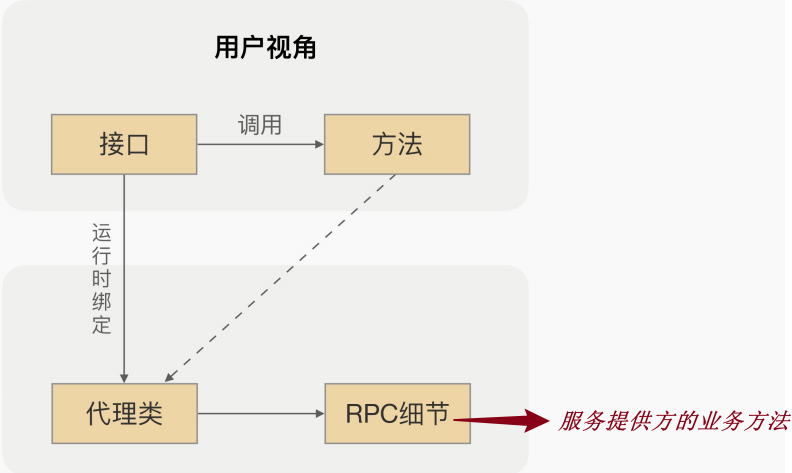 用户视角
接口
调用
方法
运行时绑定
代理类
RPC细节
服务提供方的业务方法